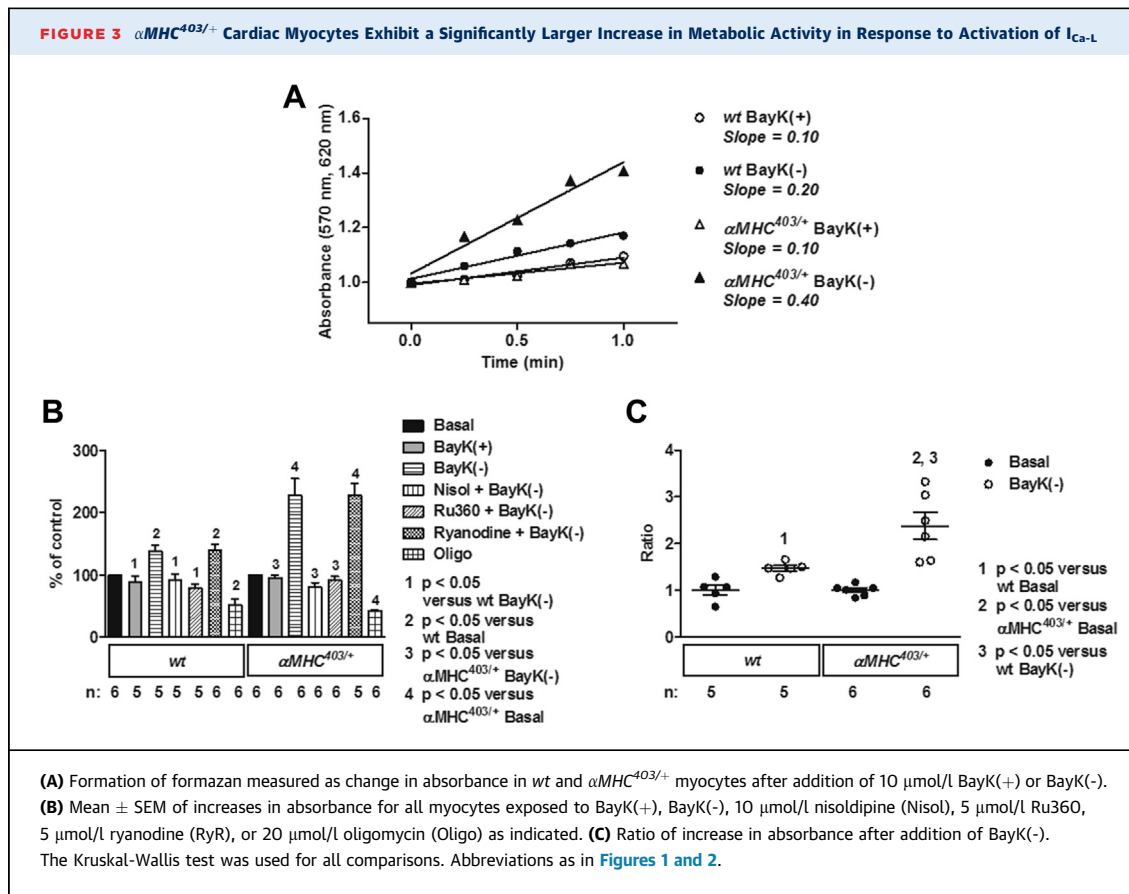 FIGURE 3 αMHC403/+ Cardiac Myocytes Exhibit a Significantly Larger Increase in Metabolic Activity in Response to Activation of ICa-L
A
Absorbance (570 nm, 620 nm)
1.6
1.4
1.2
1.0
0.0 0.5 1.0
Time (min)
wt BayK(+)
Slope = 0.10
wt BayK(-)
Slope = 0.20
αMHC403/+ BayK(+)
Slope = 0.10
αMHC403/+ BayK(-)
Slope = 0.40
B
% of control
300
200
100
0
1 2 1 1 2 2 3 4 3 3 4 4
wt αMHC403/+
n: 6 5 5 5 5 6 6 6 6 6 6 6 5 6
Basal
BayK(+)
BayK(-)
Nisol + BayK(-)
Ru360 + BayK(-)
Ryanodine + BayK(-)
Oligo
1 p < 0.05
versus wt BayK(-)
2 p < 0.05 versus
wt Basal
3 p < 0.05 versus
αMHC403/+ BayK(-)
4 p < 0.05 versus
αMHC403/+ Basal
C
Ratio
4
3
2
1
0
1
2, 3
wt αMHC403/+
n: 5 5 6 6
Basal
BayK(-)
1 p < 0.05 versus
wt Basal
2 p < 0.05 versus
αMHC403/+ Basal
3 p < 0.05 versus
wt BayK(-)
(A) Formation of formazan measured as change in absorbance in wt and αMHC403/+ myocytes after addition of 10 μmol/l BayK(+) or BayK(-).
(B) Mean ± SEM of increases in absorbance for all myocytes exposed to BayK(+), BayK(-), 10 μmol/l nisoldipine (Nisol), 5 μmol/l Ru360,
5 μmol/l ryanodine (RyR), or 20 μmol/l oligomycin (Oligo) as indicated. (C) Ratio of increase in absorbance after addition of BayK(-).
The Kruskal-Wallis test was used for all comparisons. Abbreviations as in Figures 1 and 2.